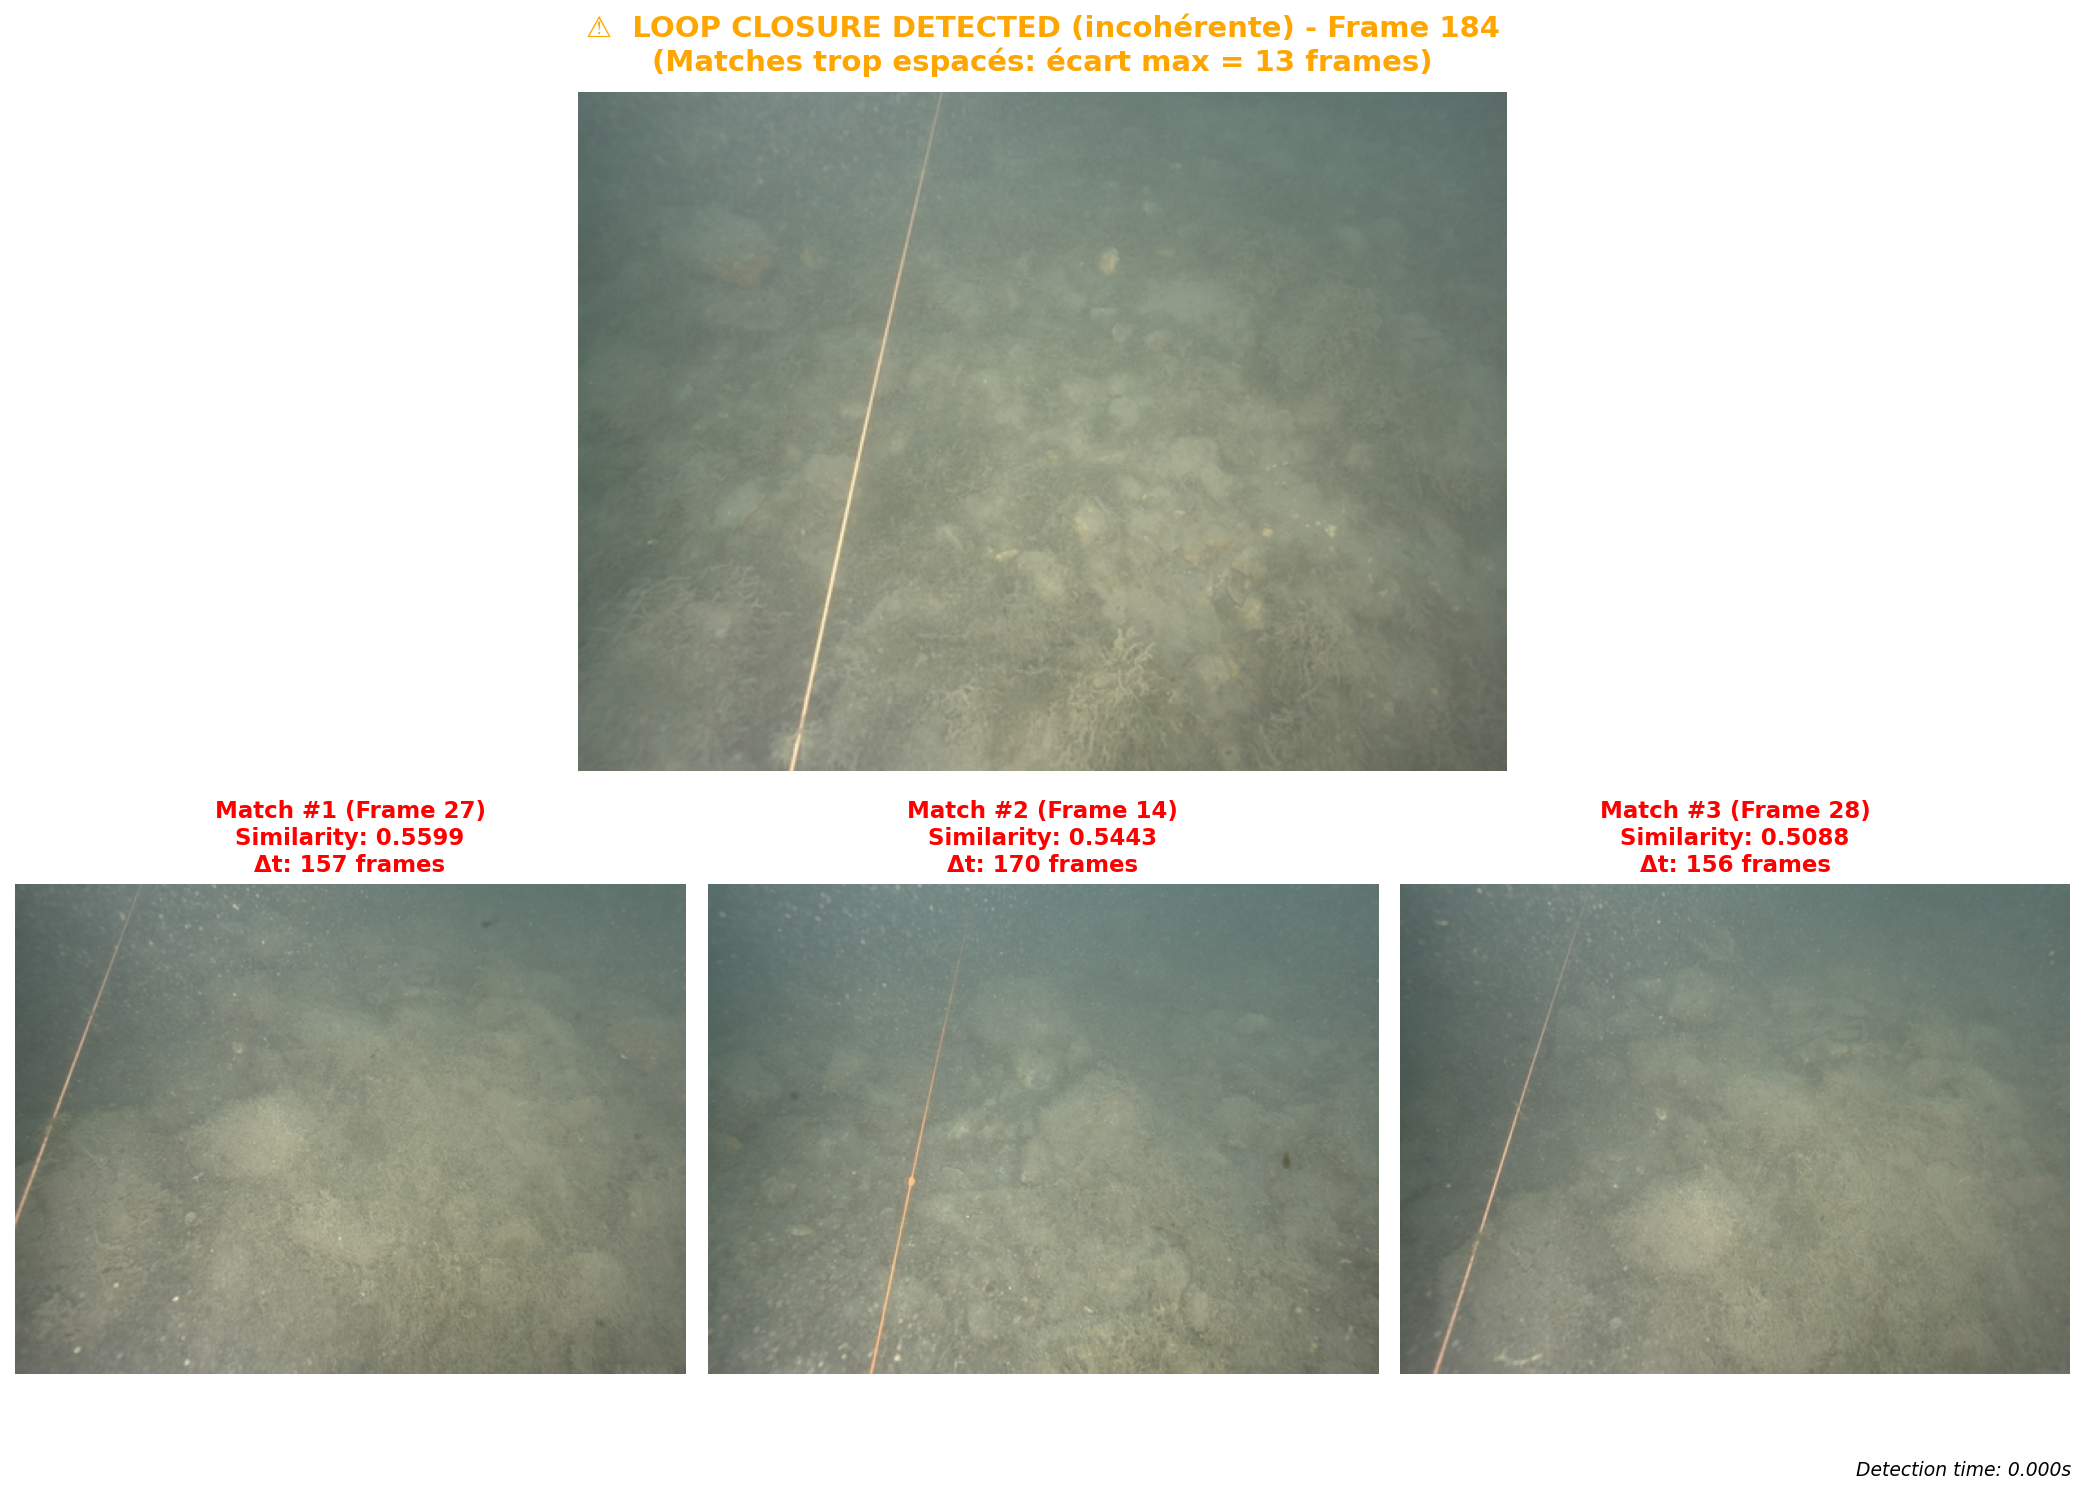 ⚠ LOOP CLOSURE DETECTED (incohérente) - Frame 184
(Matches trop espacés: écart max = 13 frames)
Match #1 (Frame 27)
Similarity: 0.5599
Δt: 157 frames
Match #2 (Frame 14)
Similarity: 0.5443
Δt: 170 frames
Match #3 (Frame 28)
Similarity: 0.5088
Δt: 156 frames
Detection time: 0.000s